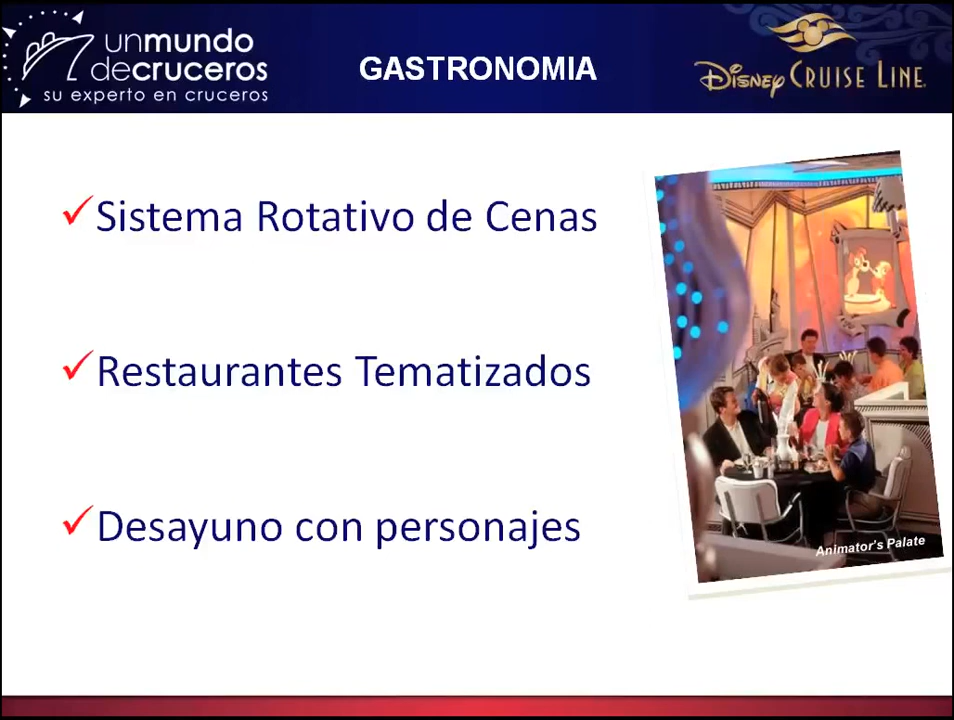 unmundo
decruceros
su experto en cruceros
GASTRONOMIA
DISNEY CRUISE LINE
Sistema Rotativo de Cenas
Restaurantes Tematizados
Desayuno con personajes
Animator's Palate